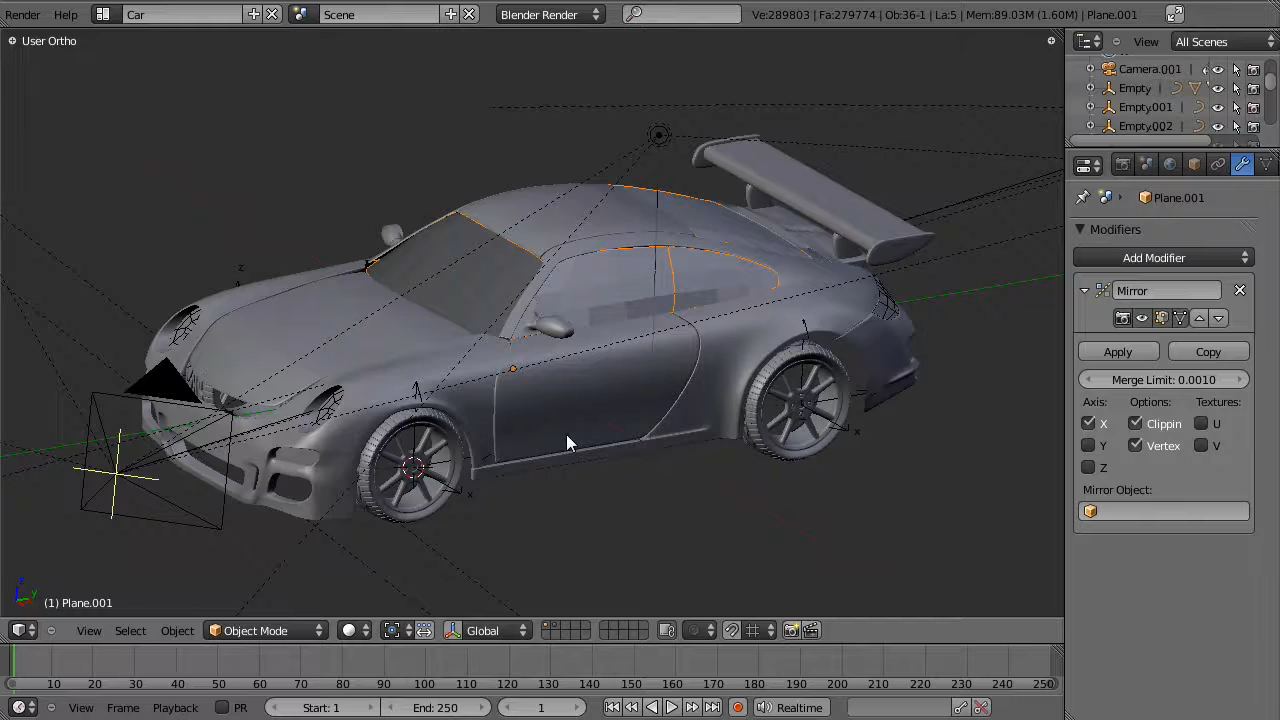 Render Help Car Scene Blender Render Ve:289803 | Fa:279774 | Ob:36-1 | La:5 | Mem:89.03M (1.60M) | Plane.001
User Ortho
View All Scenes
Camera.001
Empty
Empty.001
Empty.002
Plane.001
Modifiers
Add Modifier
Mirror
Apply Copy
Merge Limit: 0.0010
Axis: Options: Textures:
X Clippin U
Y Vertex V
Z
Mirror Object:
z
x
x
z
y
(1) Plane.001
View Select Object Object Mode Global
10 20 30 40 50 60 70 80 90 100 110 120 130 140 150 160 170 180 190 200 210 220 230 240 250
View Frame Playback PR Start: 1 End: 250 1 Realtime